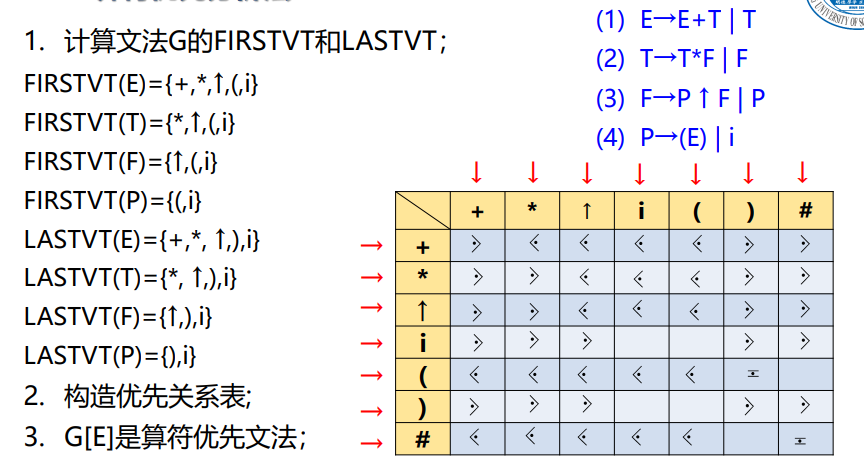 1. 计算文法G的FIRSTVT和LASTVT；
FIRSTVT(E)={+,*,↑,(,i}
FIRSTVT(T)={*,↑,(,i}
FIRSTVT(F)={↑,(,i}
FIRSTVT(P)={(,i}
LASTVT(E)={+,*, ↑,),i}
LASTVT(T)={*, ↑,),i}
LASTVT(F)={↑,),i}
LASTVT(P)={),i}
2. 构造优先关系表;
3. G[E]是算符优先文法；
(1) E→E+T | T
(2) T→T*F | F
(3) F→P↑F | P
(4) P→(E) | i
↓ ↓ ↓ ↓ ↓ ↓ ↓
+ * ↑ i ( ) #
→ + ⋗ ⋖ ⋖ ⋖ ⋖ ⋗ ⋗
→ * ⋗ ⋗ ⋖ ⋖ ⋖ ⋗ ⋗
→ ↑ ⋗ ⋗ ⋖ ⋖ ⋖ ⋗ ⋗
→ i ⋗ ⋗ ⋗ ⋗ ⋗
→ ( ⋖ ⋖ ⋖ ⋖ ⋖ ≖
→ ) ⋗ ⋗ ⋗ ⋗ ⋗
→ # ⋖ ⋖ ⋖ ⋖ ⋖ ≖